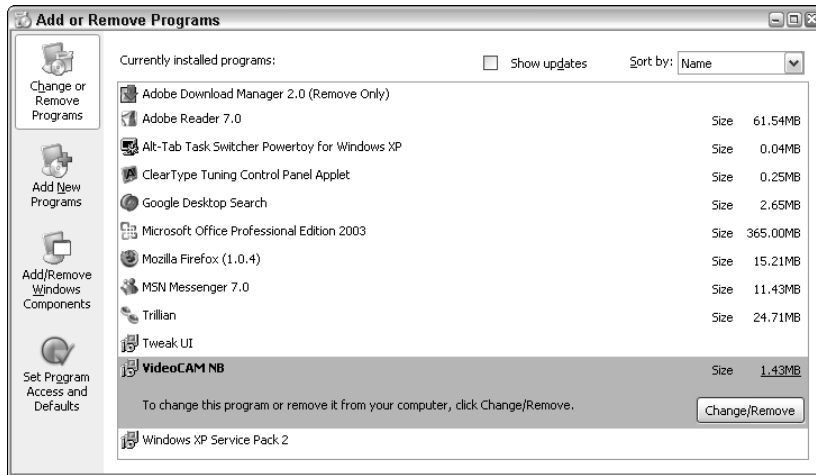 Add or Remove Programs
Change or
Remove
Programs
Add New
Programs
Add/Remove
Windows
Components
Set Program
Access and
Defaults
Currently installed programs:
Show updates
Sort by: Name
Adobe Download Manager 2.0 (Remove Only)
Adobe Reader 7.0 Size 61.54MB
Alt-Tab Task Switcher Powertoy for Windows XP Size 0.04MB
ClearType Tuning Control Panel Applet Size 0.25MB
Google Desktop Search Size 2.65MB
Microsoft Office Professional Edition 2003 Size 365.00MB
Mozilla Firefox (1.0.4) Size 15.21MB
MSN Messenger 7.0 Size 11.43MB
Trillian Size 24.71MB
Tweak UI
VideoCAM NB Size 1.43MB
To change this program or remove it from your computer, click Change/Remove.
Change/Remove
Windows XP Service Pack 2